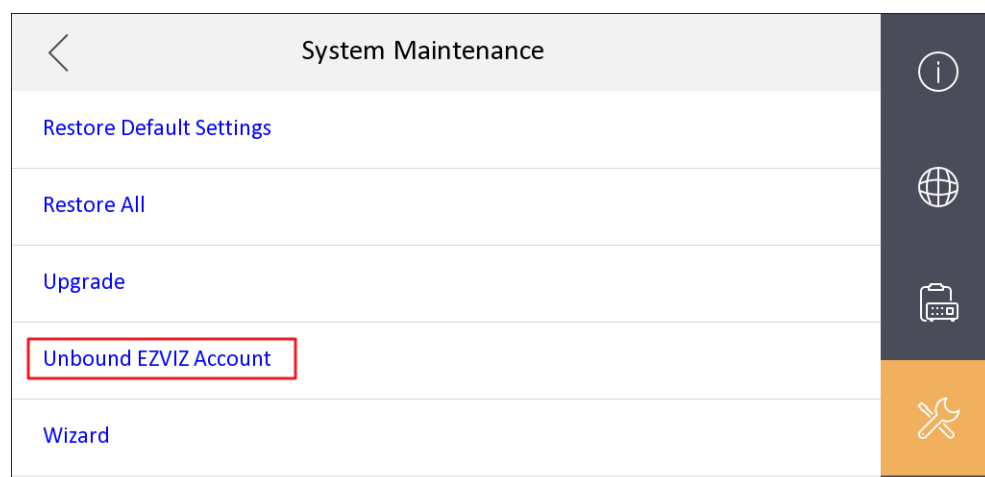 System Maintenance
Restore Default Settings
Restore All
Upgrade
Unbound EZVIZ Account
Wizard